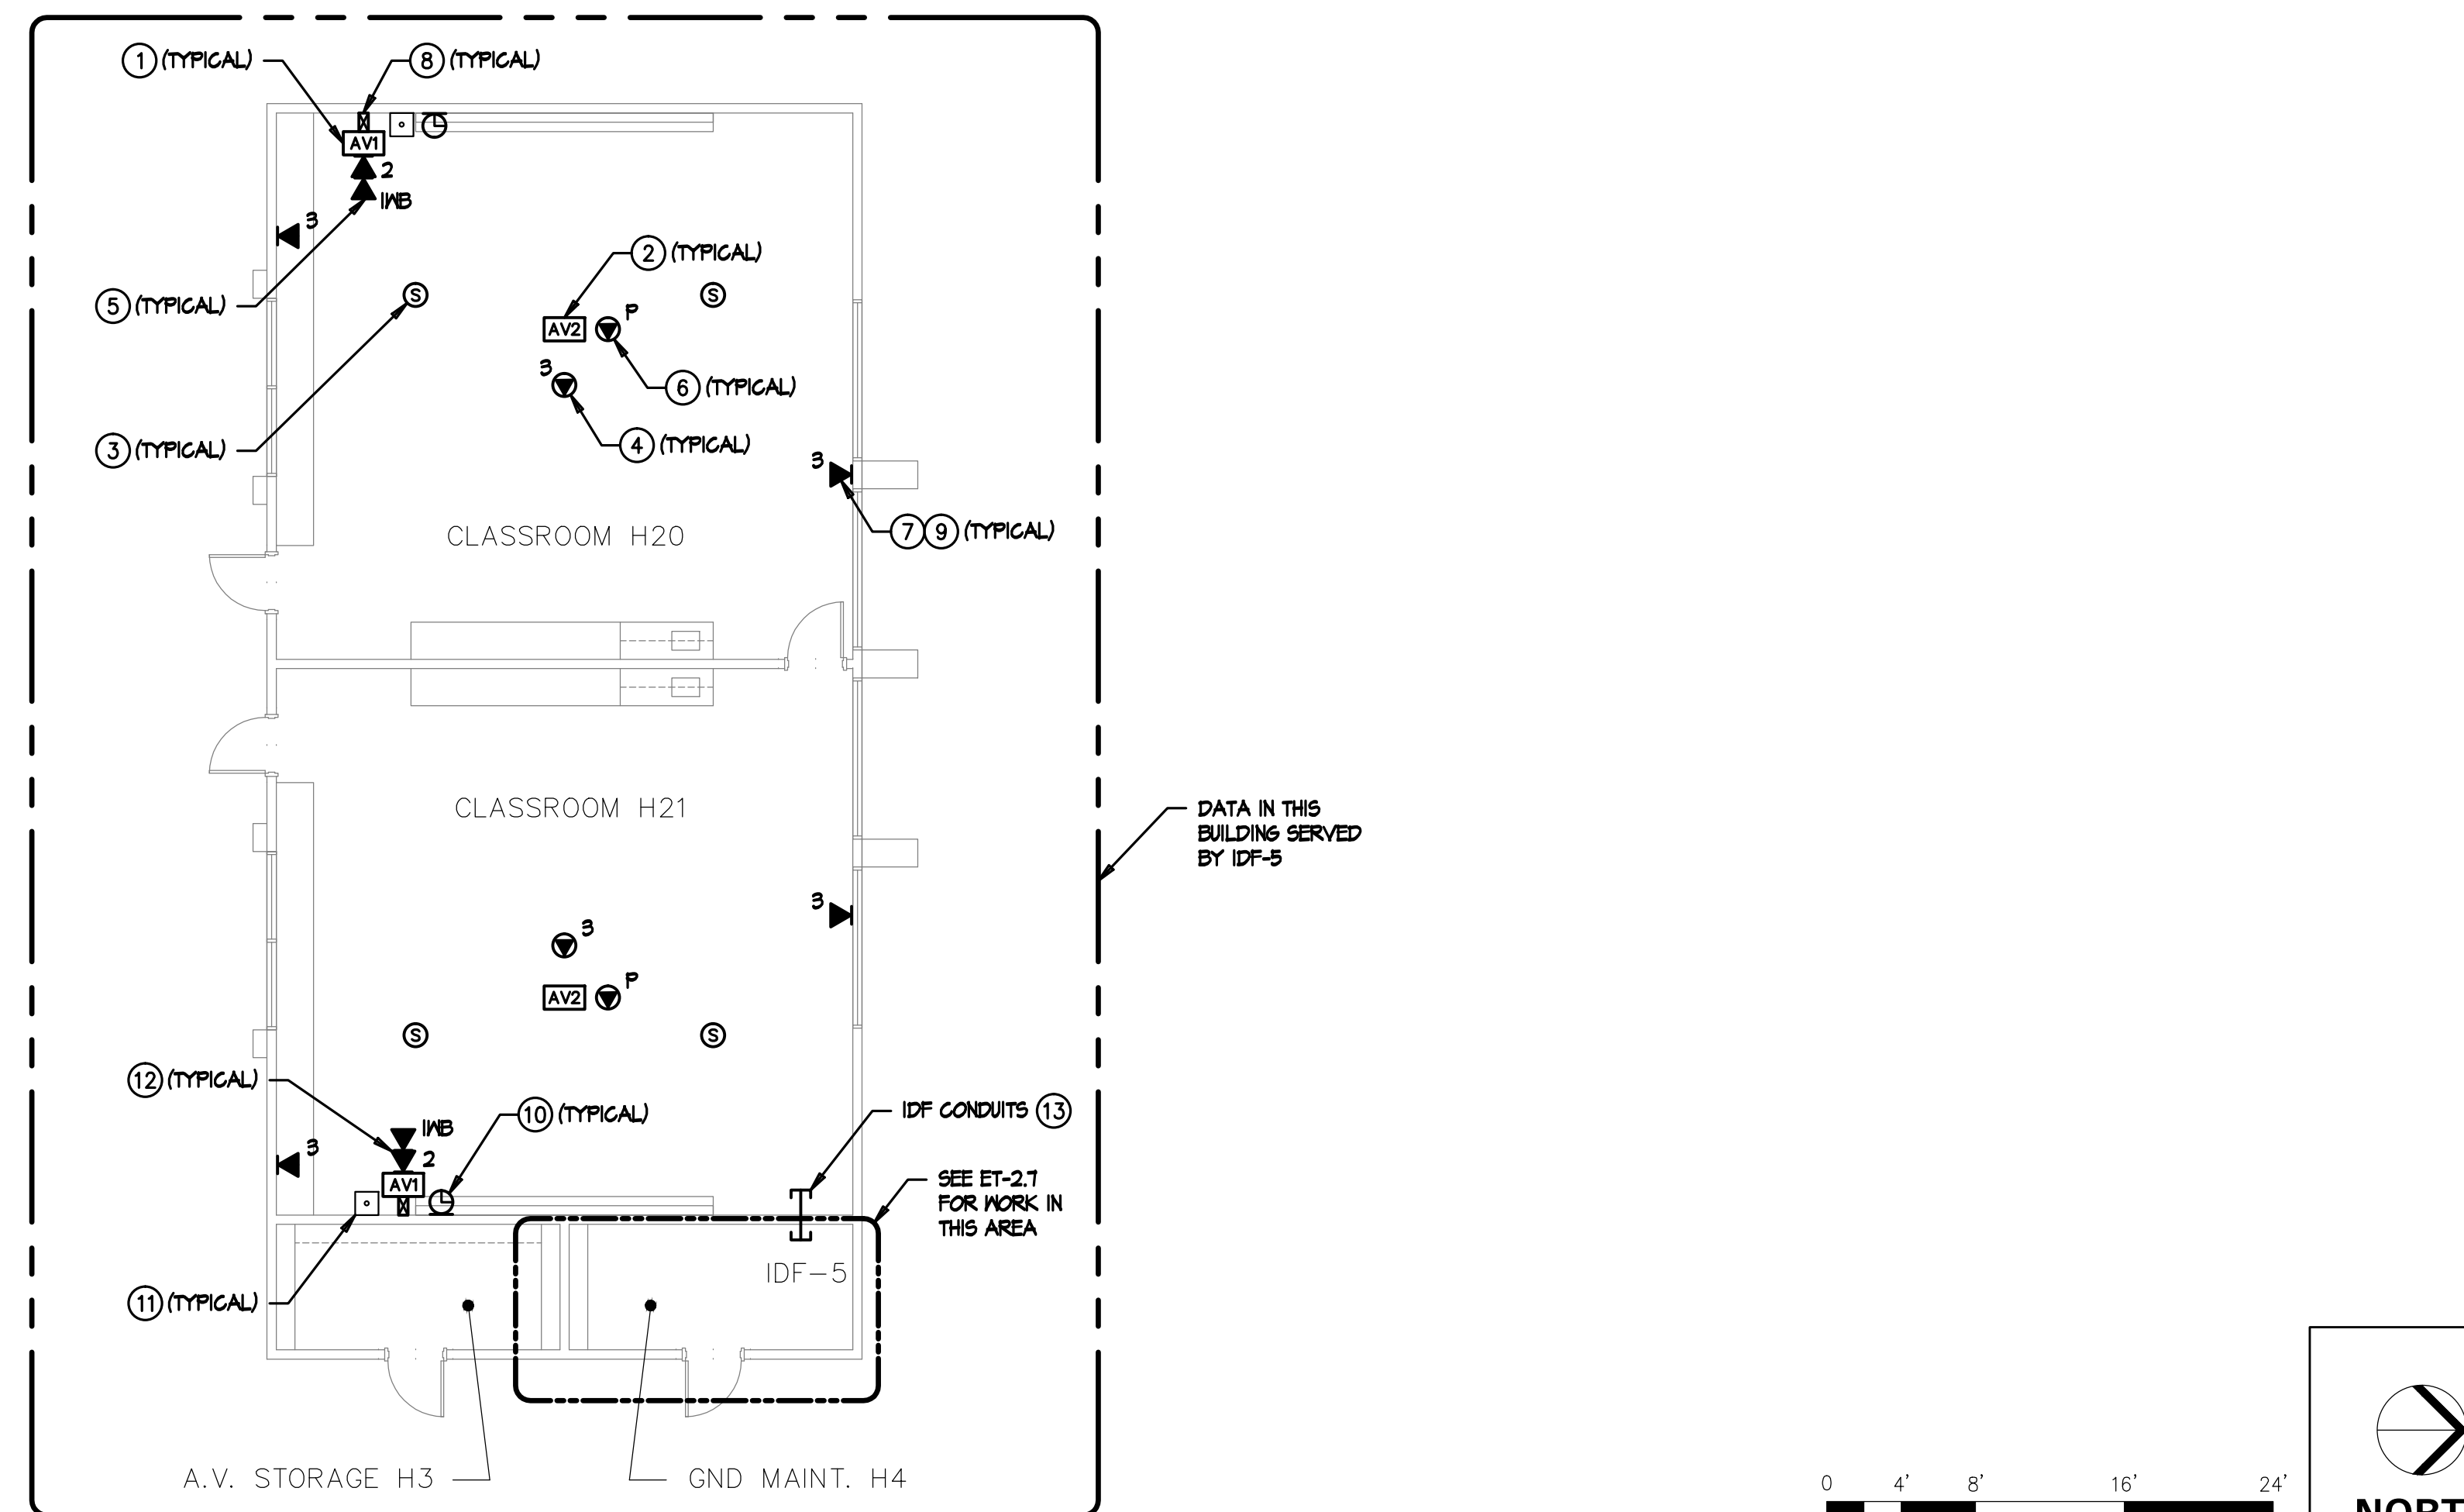 1 (TYPICAL)
8 (TYPICAL)
AV1
2
IWB
3
2 (TYPICAL)
5 (TYPICAL)
S
S
P
AV2
3
6 (TYPICAL)
3 (TYPICAL)
4 (TYPICAL)
3
CLASSROOM H20
7 9 (TYPICAL)
CLASSROOM H21
DATA IN THIS
BUILDING SERVED
BY IDF-5
3
3
P
AV2
S
S
12 (TYPICAL)
10 (TYPICAL)
IDF CONDUITS 13
IWB
3
2
AV1
SEE ET-2.7
FOR WORK IN
THIS AREA
IDF-5
11 (TYPICAL)
A.V. STORAGE H3
GND MAINT. H4
0 4' 8' 16' 24'